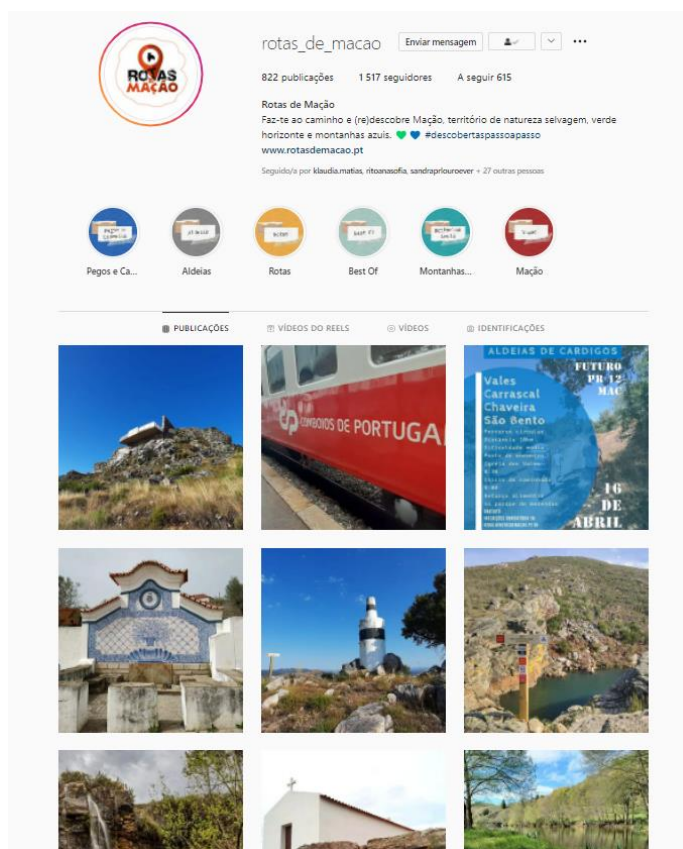 rotas_de_macao Enviar mensagem
822 publicações 1 517 seguidores A seguir 615
ROTAS
MAÇÃO
Rotas de Mação
Faz-te ao caminho e (re)descobre Mação, território de natureza selvagem, verde
horizonte e montanhas azuis. 💚 💙 #descobertaspassoapasso
www.rotasdemacao.pt
Seguido/a por klaudia.matias, ritoanasofia, sandraprlouroever + 27 outras pessoas
Pegos e Ca... Aldeias Rotas Best Of Montanhas... Mação
PUBLICAÇÕES VÍDEOS DO REELS VÍDEOS IDENTIFICAÇÕES
cp COMBOIOS DE PORTUGA
ALDEIAS DE CARDIGOS
FUTURO
PR 12
MAC
Vales
Carrascal
Chaveira
São Bento
16
DE
ABRIL